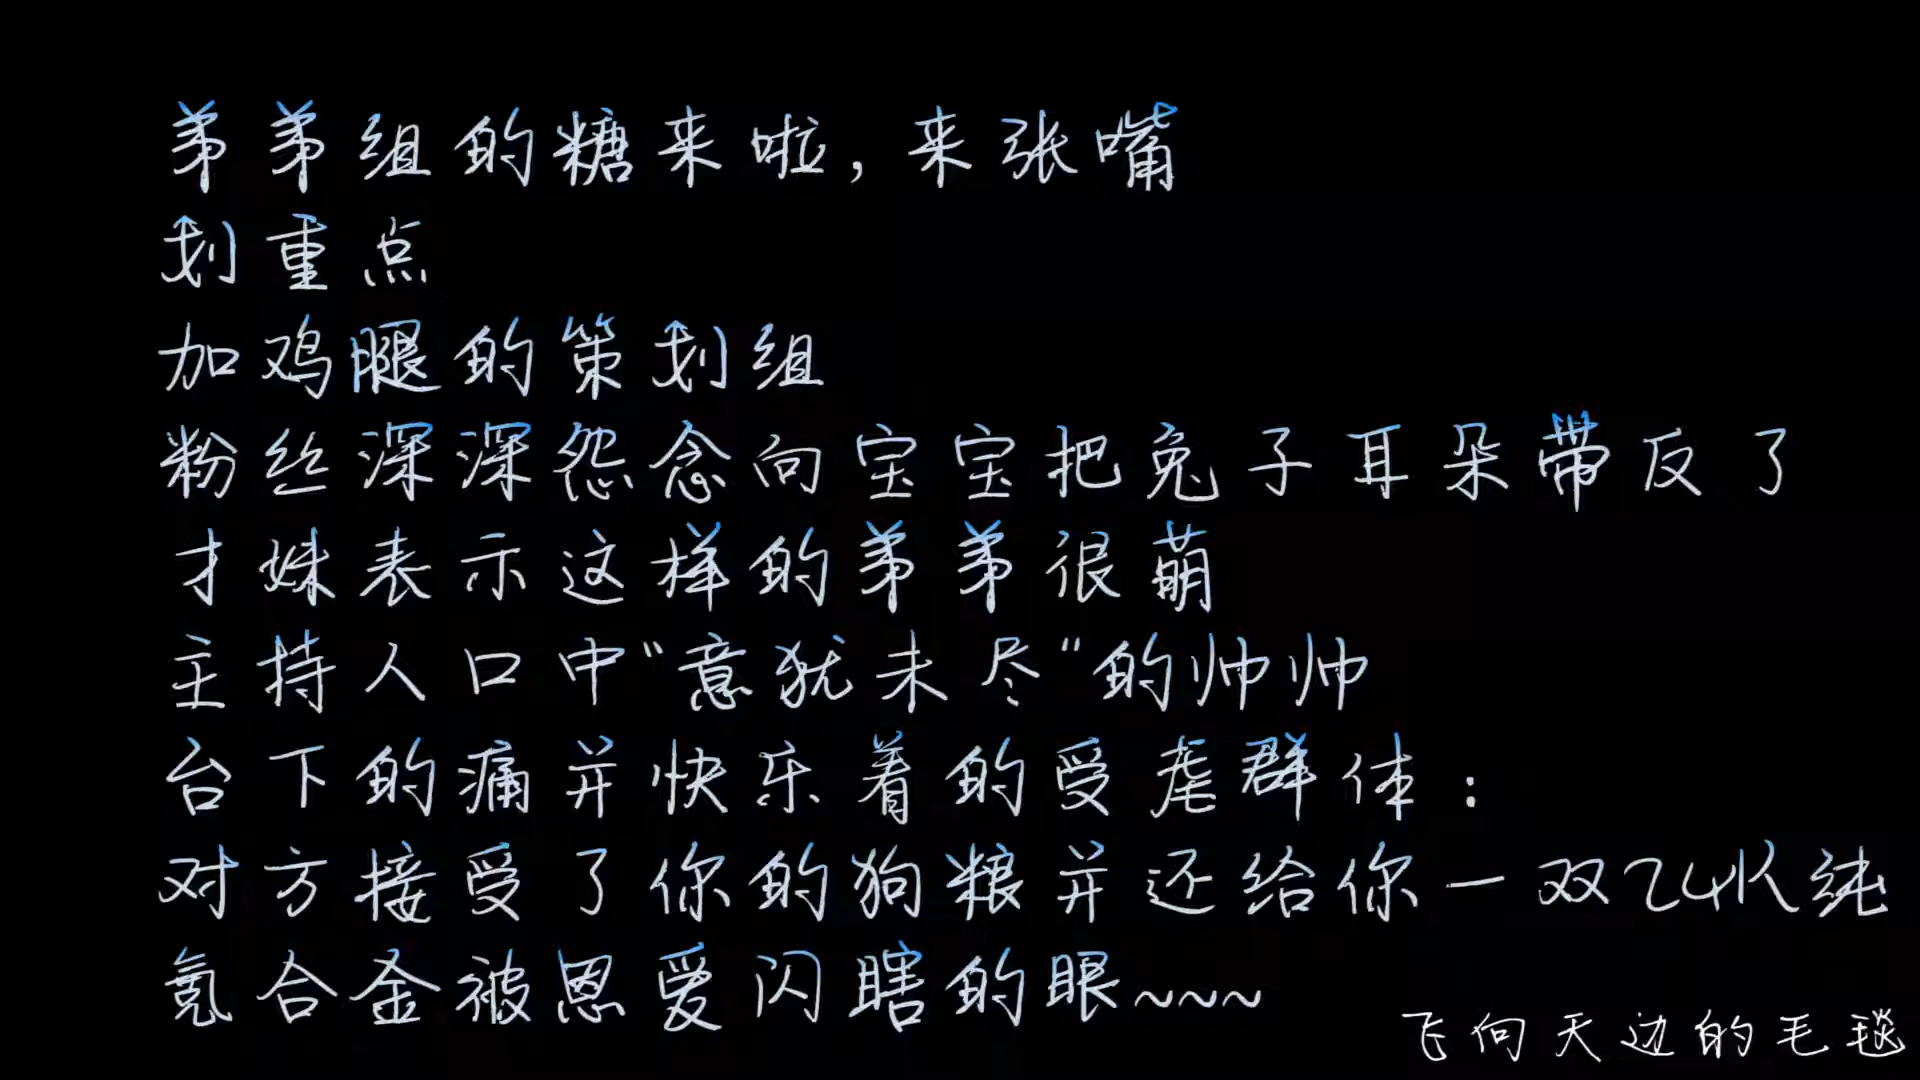 弟弟组的糖来啦，来张嘴
划重点
加鸡腿的策划组
粉丝深深怨念向宝宝把兔子耳朵带反了
才妹表示这样的弟弟很萌
主持人口中“意犹未尽“的帅帅
台下的痛并快乐着的受虐群体：
对方接受了你的狗粮并还给你一双24K纯
氪合金被恩爱闪瞎的眼~~~
飞向天边的毛毯